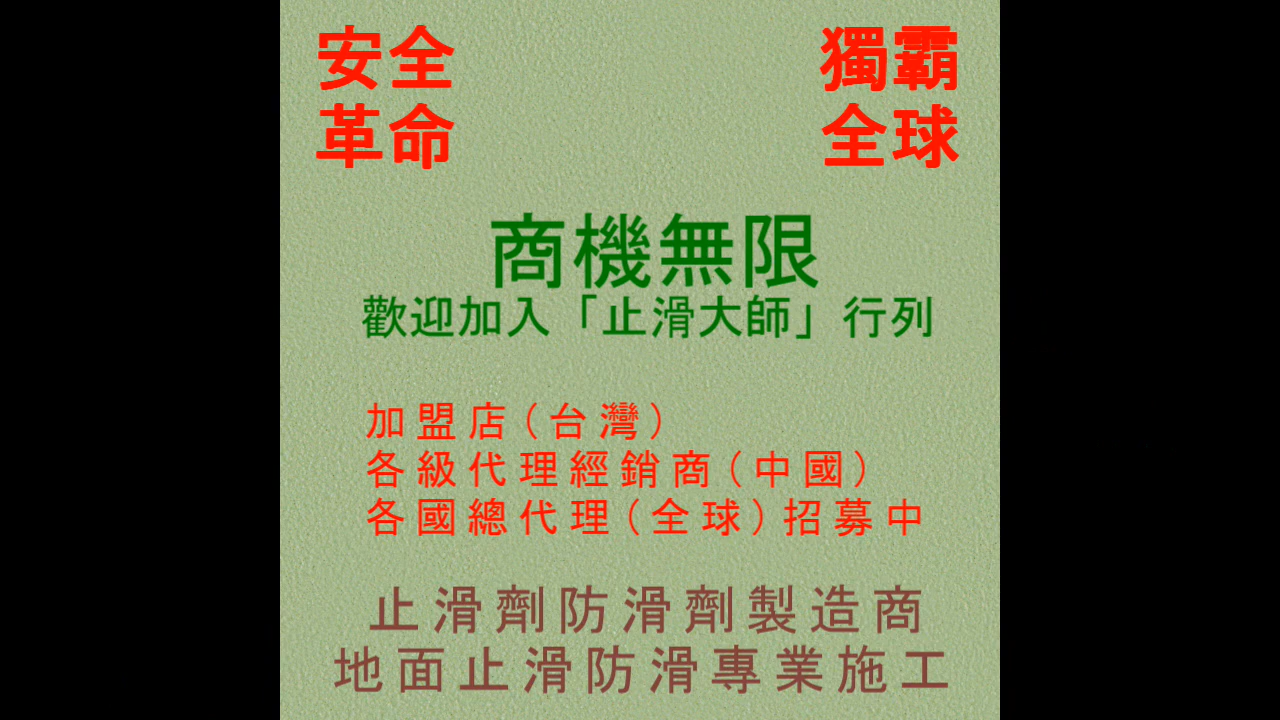 安全
革命
獨霸
全球
商機無限
歡迎加入「止滑大師」行列
加盟店(台灣)
各級代理經銷商(中國)
各國總代理(全球)招募中
止滑劑防滑劑製造商
地面止滑防滑專業施工